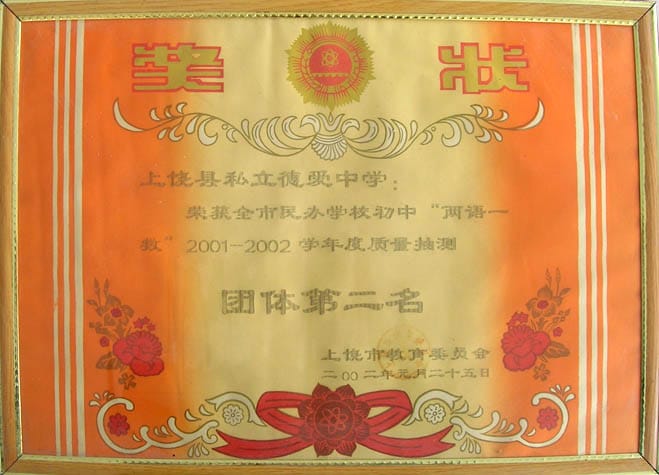 奖状
上饶县私立德爱中学：
荣获全市民办学校初中“两语一
数”2001--2002学年度质量抽测
团体第二名
上饶市教育委员会
二00二年元月二十五日